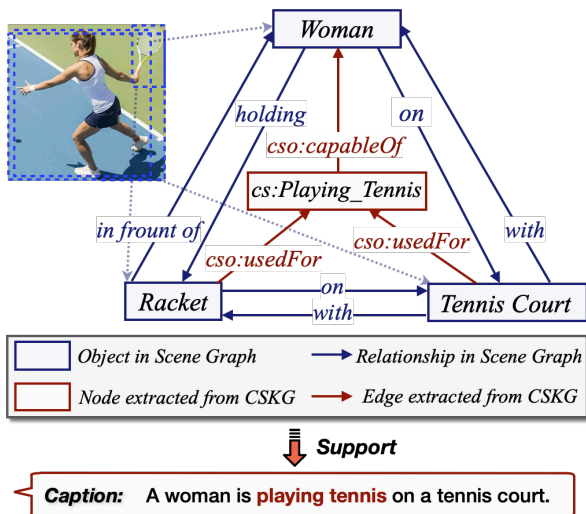 Woman
holding
on
cso:capableOf
cs:Playing_Tennis
in frount of
cso:usedFor
cso:usedFor
with
Racket
on
with
Tennis Court
Object in Scene Graph
Relationship in Scene Graph
Node extracted from CSKG
Edge extracted from CSKG
Support
Caption: A woman is playing tennis on a tennis court.